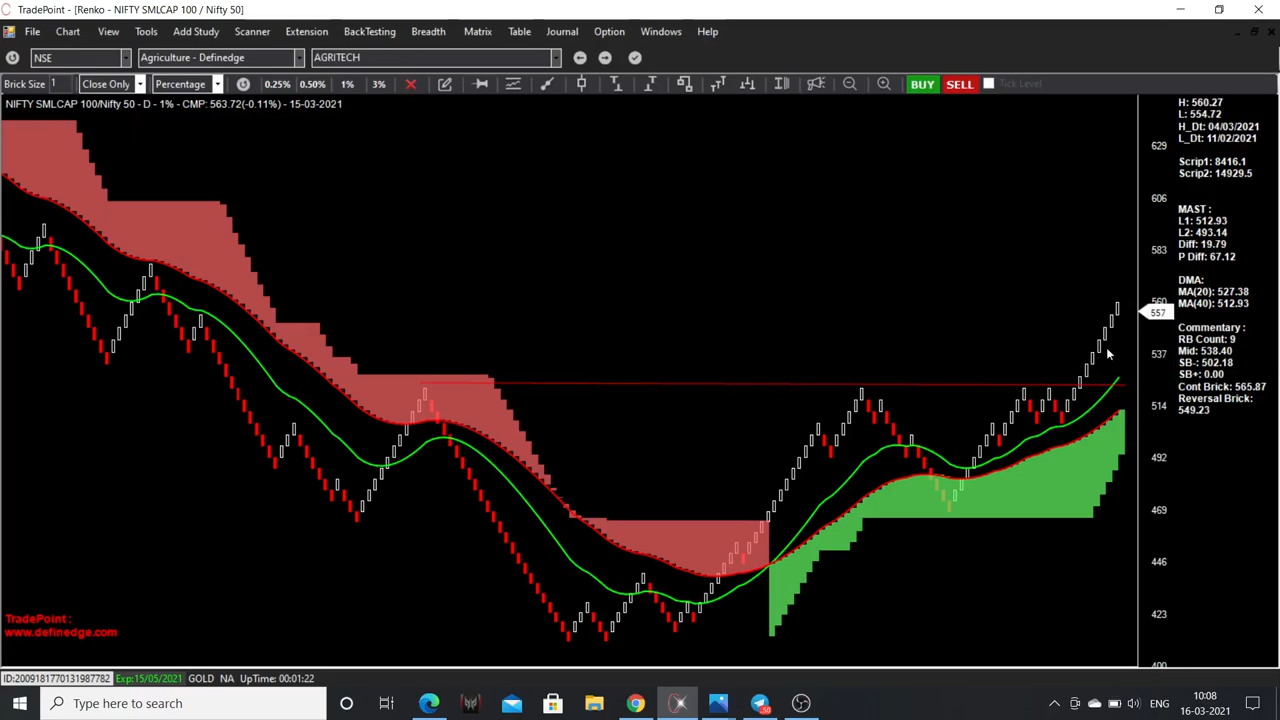 TradePoint - [Renko - NIFTY SMLCAP 100 / Nifty 50]
File Chart View Tools Add Study Scanner Extension BackTesting Breadth Matrix Table Journal Option Windows Help
NSE Agriculture - Definedge AGRITECH
Brick Size 1 Close Only Percentage 0.25% 0.50% 1% 3% BUY SELL Tick Level
NIFTY SMLCAP 100/Nifty 50 - D - 1% - CMP: 563.72(-0.11%) - 15-03-2021
H: 560.27
L: 554.72
H_Dt: 04/03/2021
L_Dt: 11/02/2021
Scrip1: 8416.1
Scrip2: 14929.5
MAST :
L1: 512.93
L2: 493.14
Diff: 19.79
P Diff: 67.12
DMA:
MA(20): 527.38
MA(40): 512.93
Commentary :
RB Count: 9
Mid: 538.40
SB-: 502.18
SB+: 0.00
Cont Brick: 565.87
Reversal Brick:
549.23
629
606
583
560
557
537
514
492
469
446
423
400
TradePoint :
www.definedge.com
ID:2009181770131987782 Exp:15/05/2021 GOLD NA UpTime: 00:01:22
Type here to search
10:08
16-03-2021